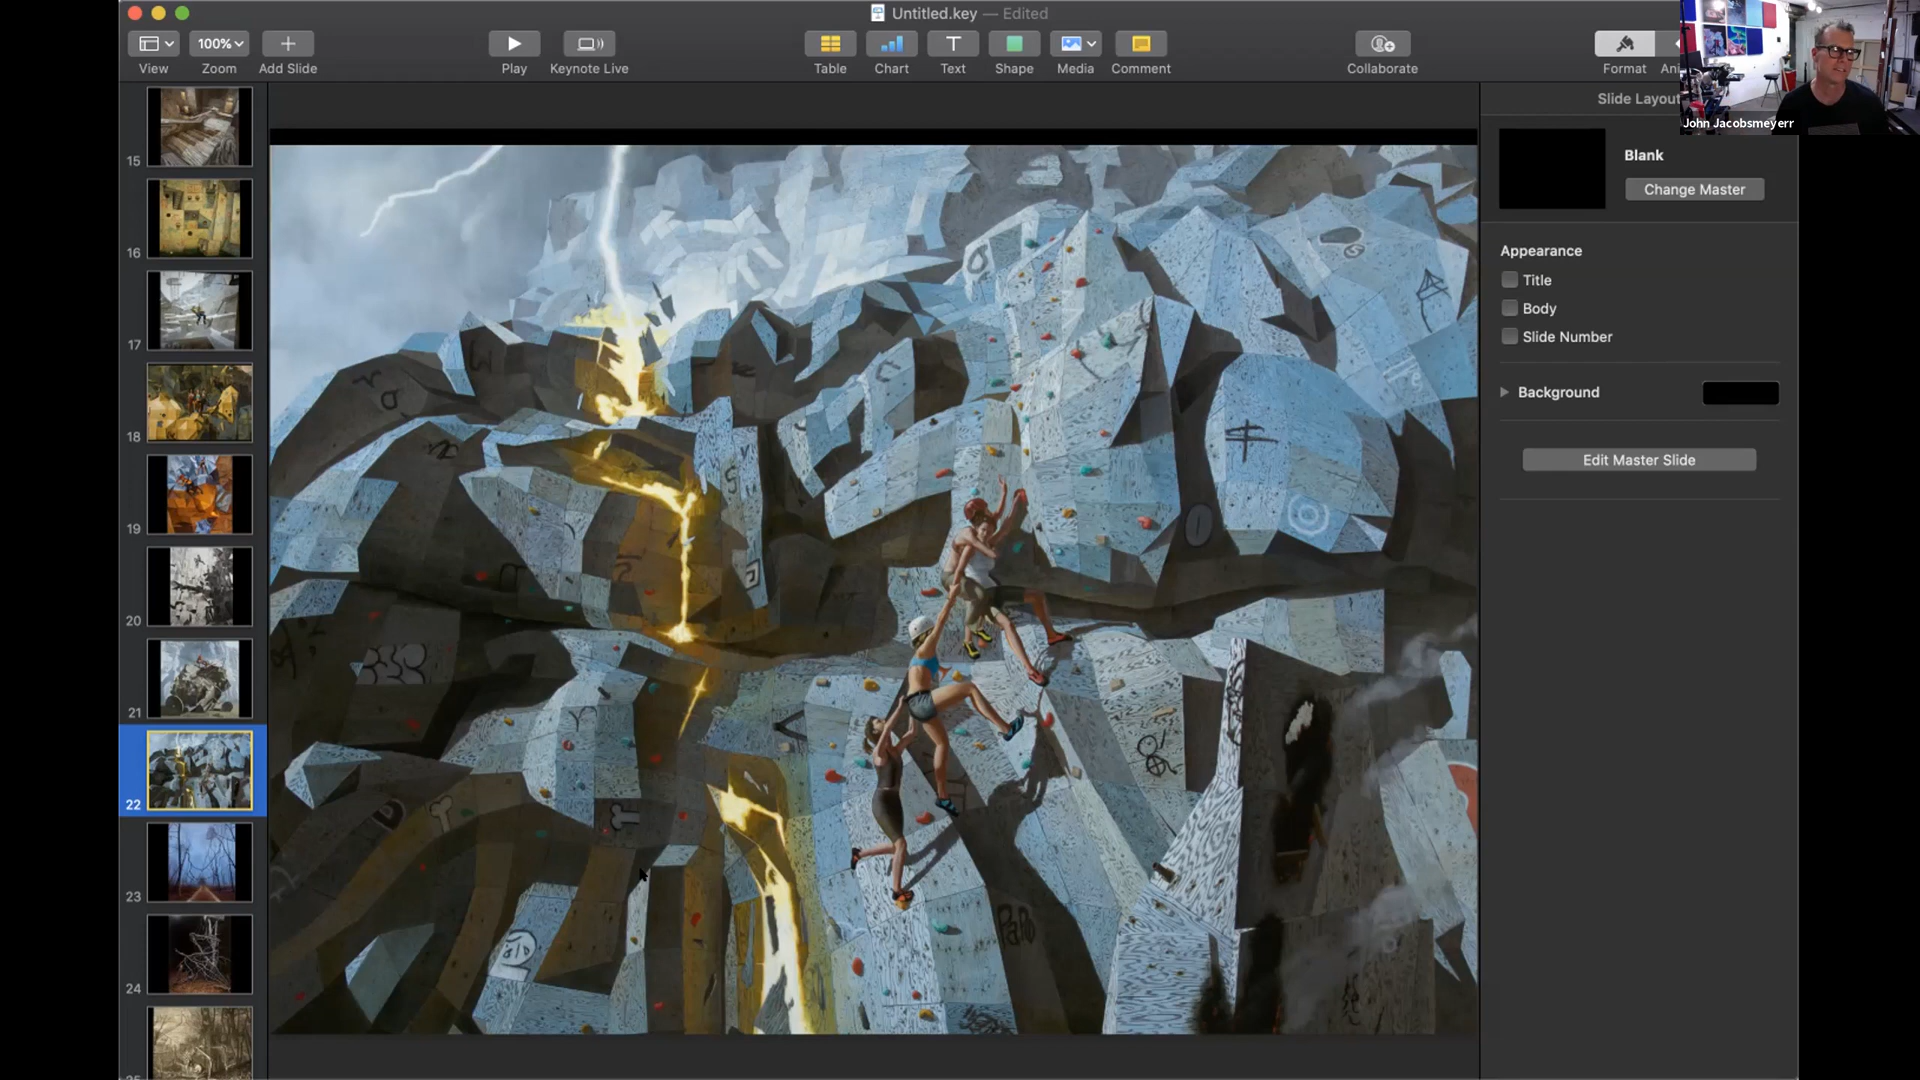 Untitled.key — Edited
100%
View
Zoom
Add Slide
Play
Keynote Live
Table
Chart
Text
Shape
Media
Comment
Collaborate
Format
John Jacobsmeyerr
Slide Layout
Blank
Change Master
Appearance
Title
Body
Slide Number
Background
Edit Master Slide
15
16
17
18
19
20
21
22
23
24